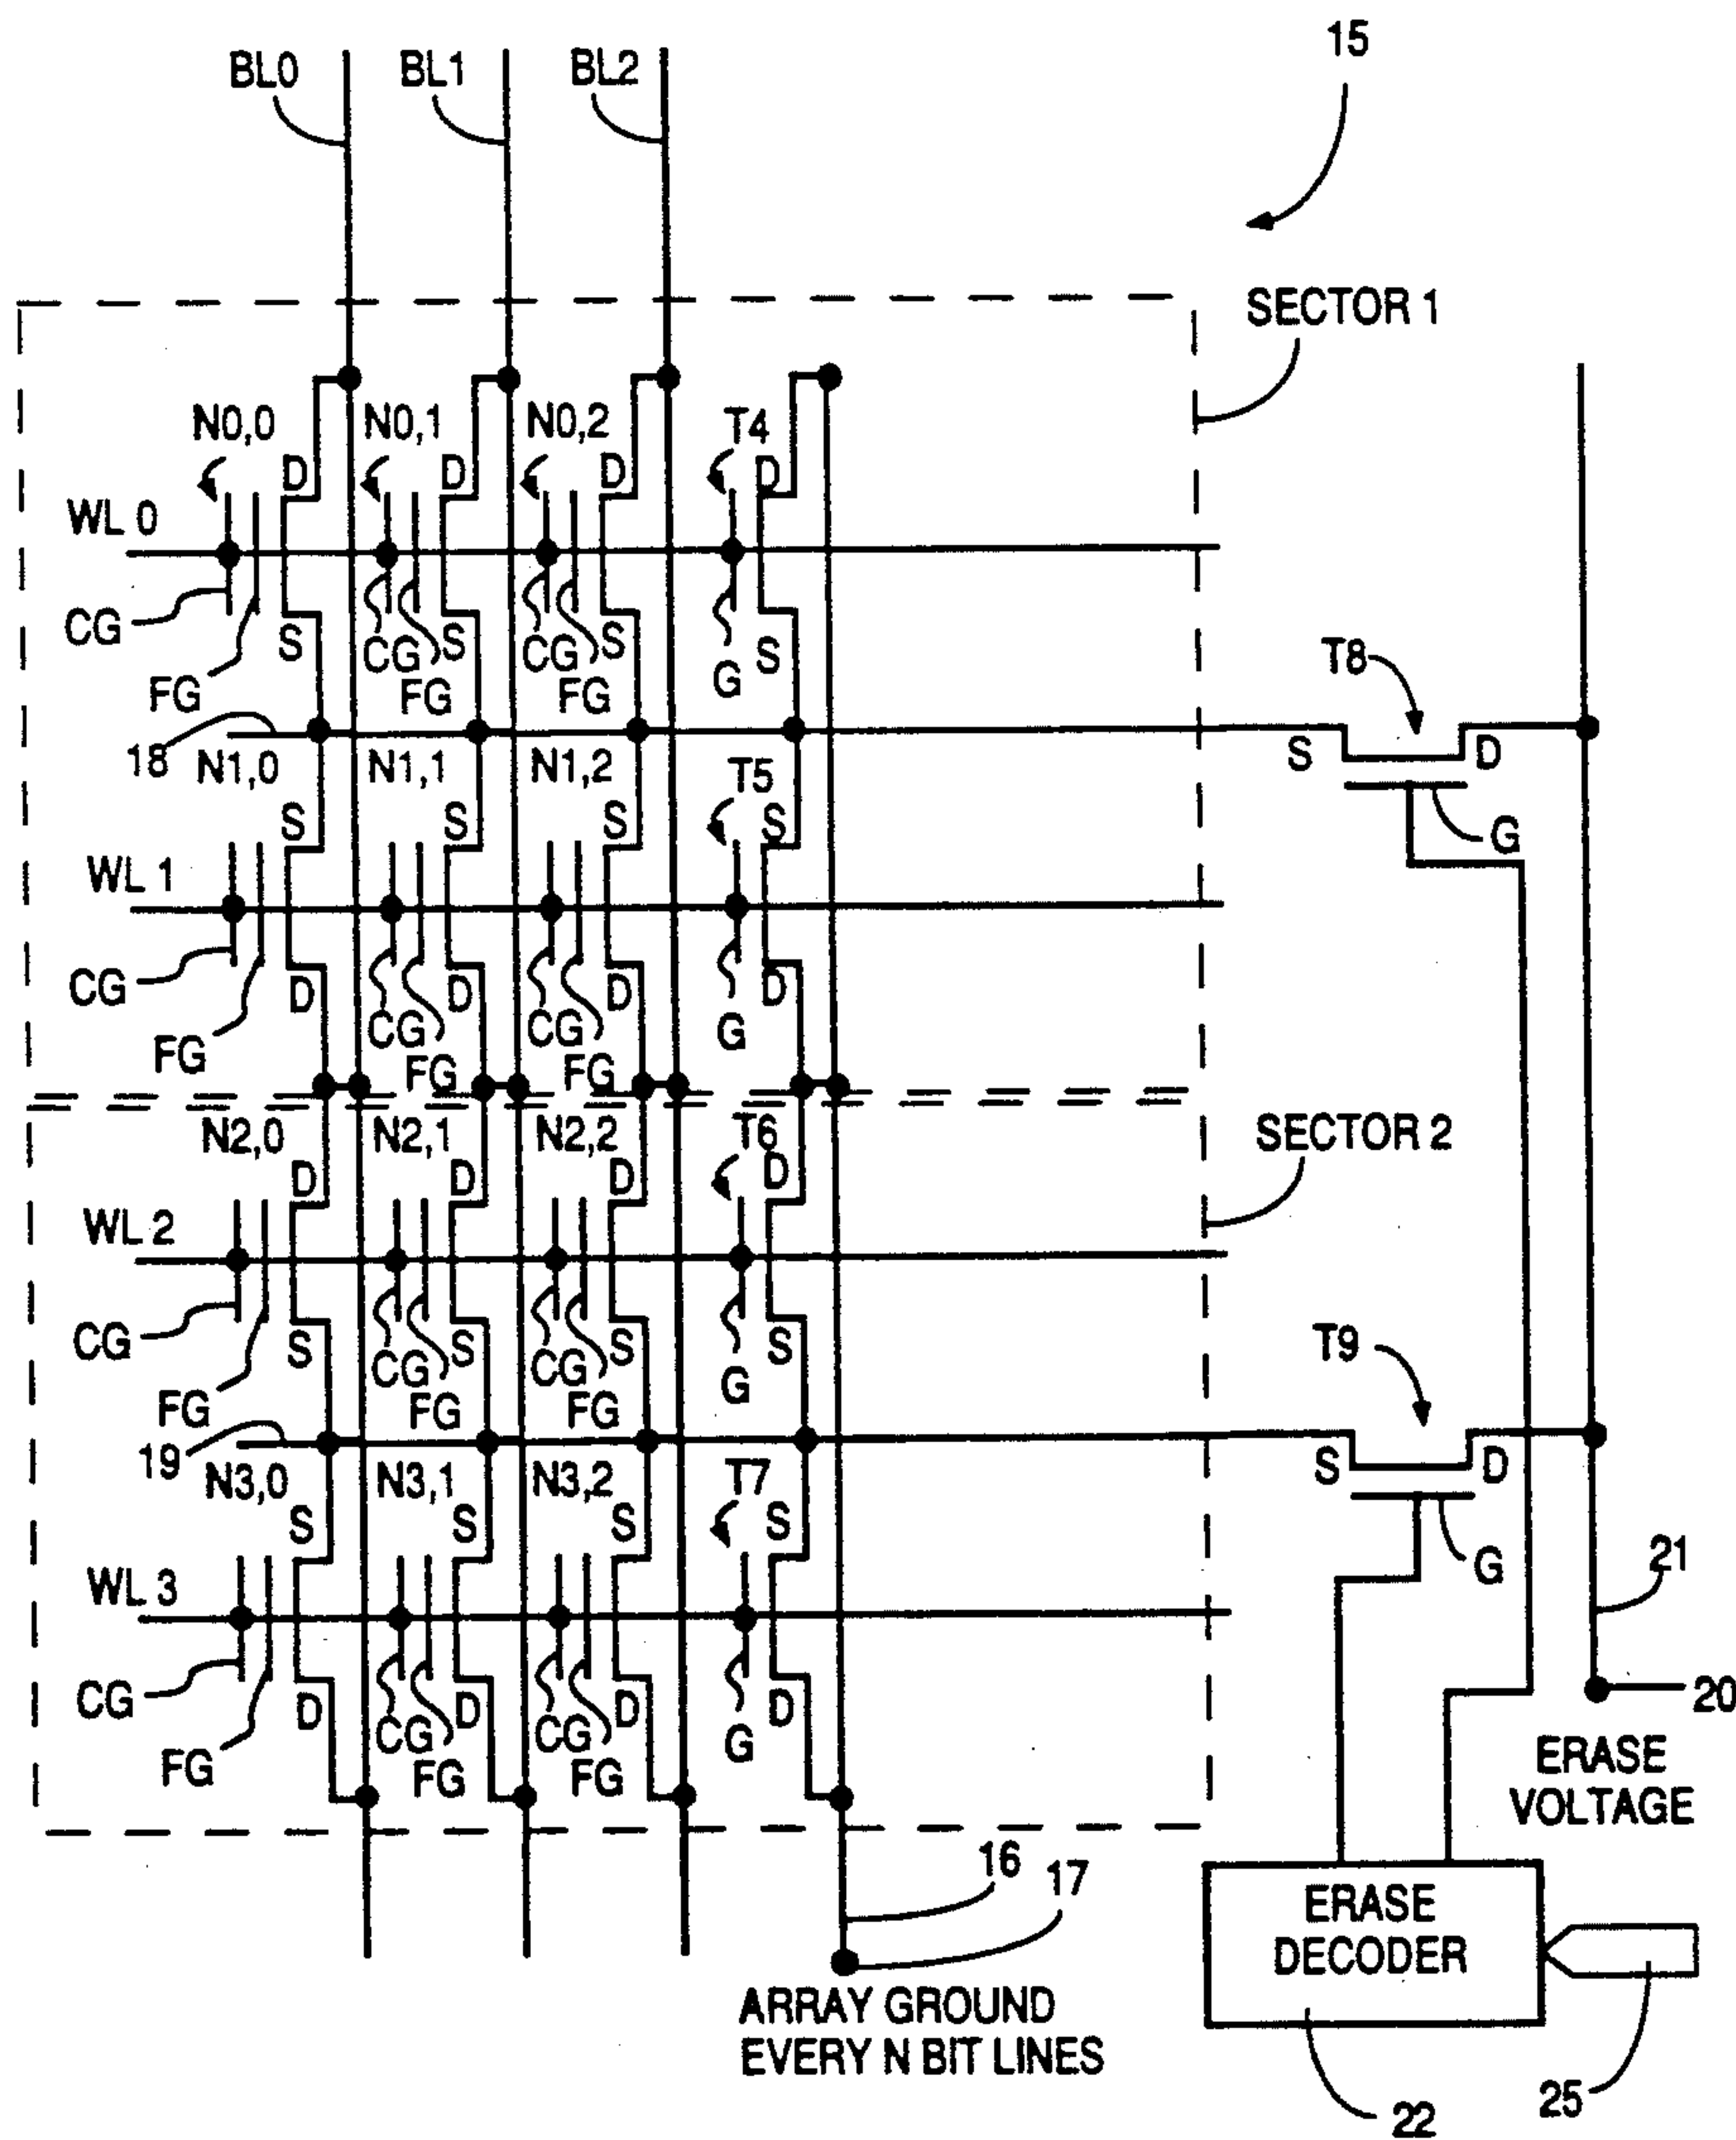 15
BL0 BL1 BL2
SECTOR 1
N0,0 N0,1 N0,2 T4
D D D D
WL 0
CG S CG S CG S G S
FG FG FG
T8
18 N1,0 N1,1 N1,2 T5
S D
S S S S
G
WL 1
CG D CG D CG D G D
FG FG FG
N2,0 N2,1 N2,2 T6
SECTOR 2
D D D D
WL 2
CG S CG S CG S G S
FG FG FG
T9
19 N3,0 N3,1 N3,2 T7
S D
S S S S
G
21
WL 3
CG D CG D CG D G D
FG FG FG
20
ERASE
VOLTAGE
16 17
ERASE
DECODER
ARRAY GROUND
EVERY N BIT LINES
22 25